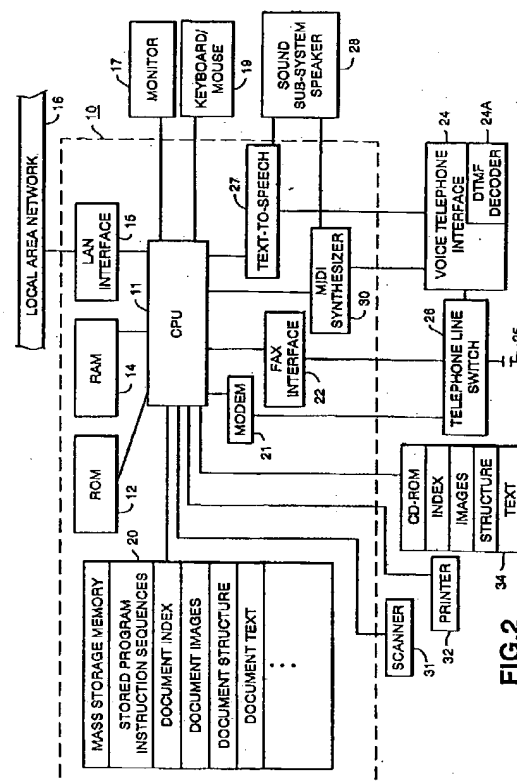 LOCAL AREA NETWORK
16
10
MONITOR
17
KEYBOARD/
MOUSE
19
SOUND
SUB-SYSTEM
SPEAKER
28
LAN
INTERFACE
15
RAM
14
ROM
12
CPU
11
TEXT-TO-SPEECH
27
MIDI
SYNTHESIZER
30
FAX
INTERFACE
22
MODEM
21
VOICE TELEPHONE
INTERFACE
24
DTMF
DECODER
24A
TELEPHONE LINE
SWITCH
26
25
20
MASS STORAGE MEMORY
STORED PROGRAM
INSTRUCTION SEQUENCES
DOCUMENT INDEX
DOCUMENT IMAGES
DOCUMENT STRUCTURE
DOCUMENT TEXT
SCANNER
31
PRINTER
32
CD-ROM
INDEX
IMAGES
STRUCTURE
TEXT
34
FIG.2